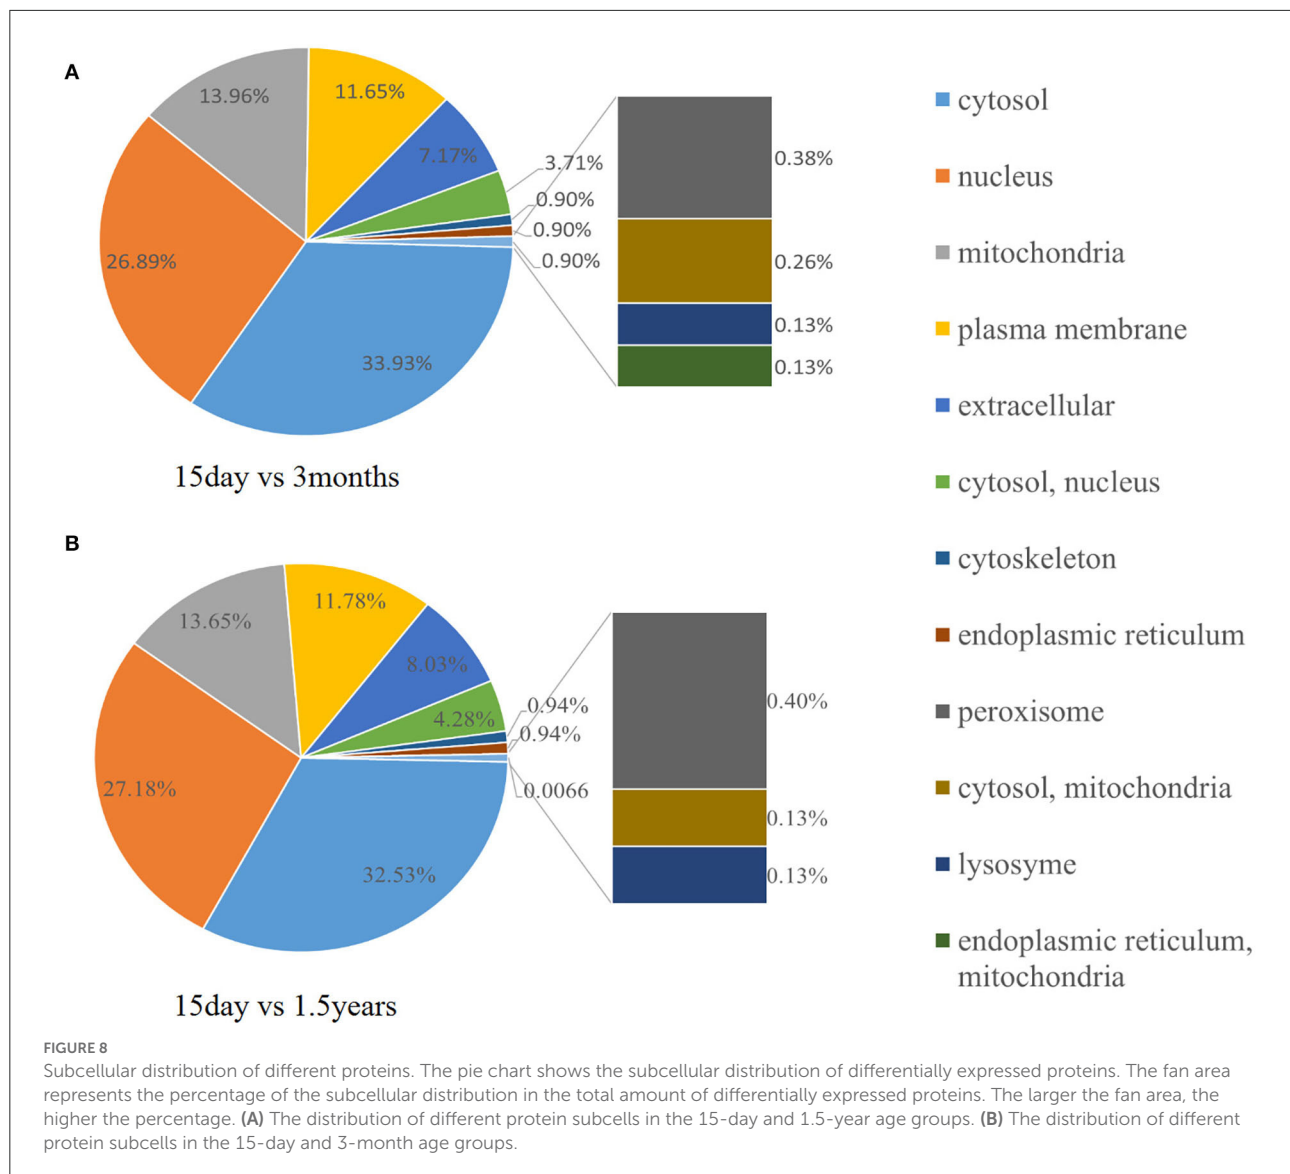 A
13.96%
11.65%
7.17%
3.71%
0.90%
0.90%
0.90%
26.89%
33.93%
0.38%
0.26%
0.13%
0.13%
15day vs 3months
B
13.65%
11.78%
8.03%
4.28%
0.94%
0.94%
0.0066
27.18%
32.53%
0.40%
0.13%
0.13%
15day vs 1.5years
cytosol
nucleus
mitochondria
plasma membrane
extracellular
cytosol, nucleus
cytoskeleton
endoplasmic reticulum
peroxisome
cytosol, mitochondria
lysosyme
endoplasmic reticulum,
mitochondria
FIGURE 8
Subcellular distribution of different proteins. The pie chart shows the subcellular distribution of differentially expressed proteins. The fan area
represents the percentage of the subcellular distribution in the total amount of differentially expressed proteins. The larger the fan area, the
higher the percentage. (A) The distribution of different protein subcells in the 15-day and 1.5-year age groups. (B) The distribution of different
protein subcells in the 15-day and 3-month age groups.